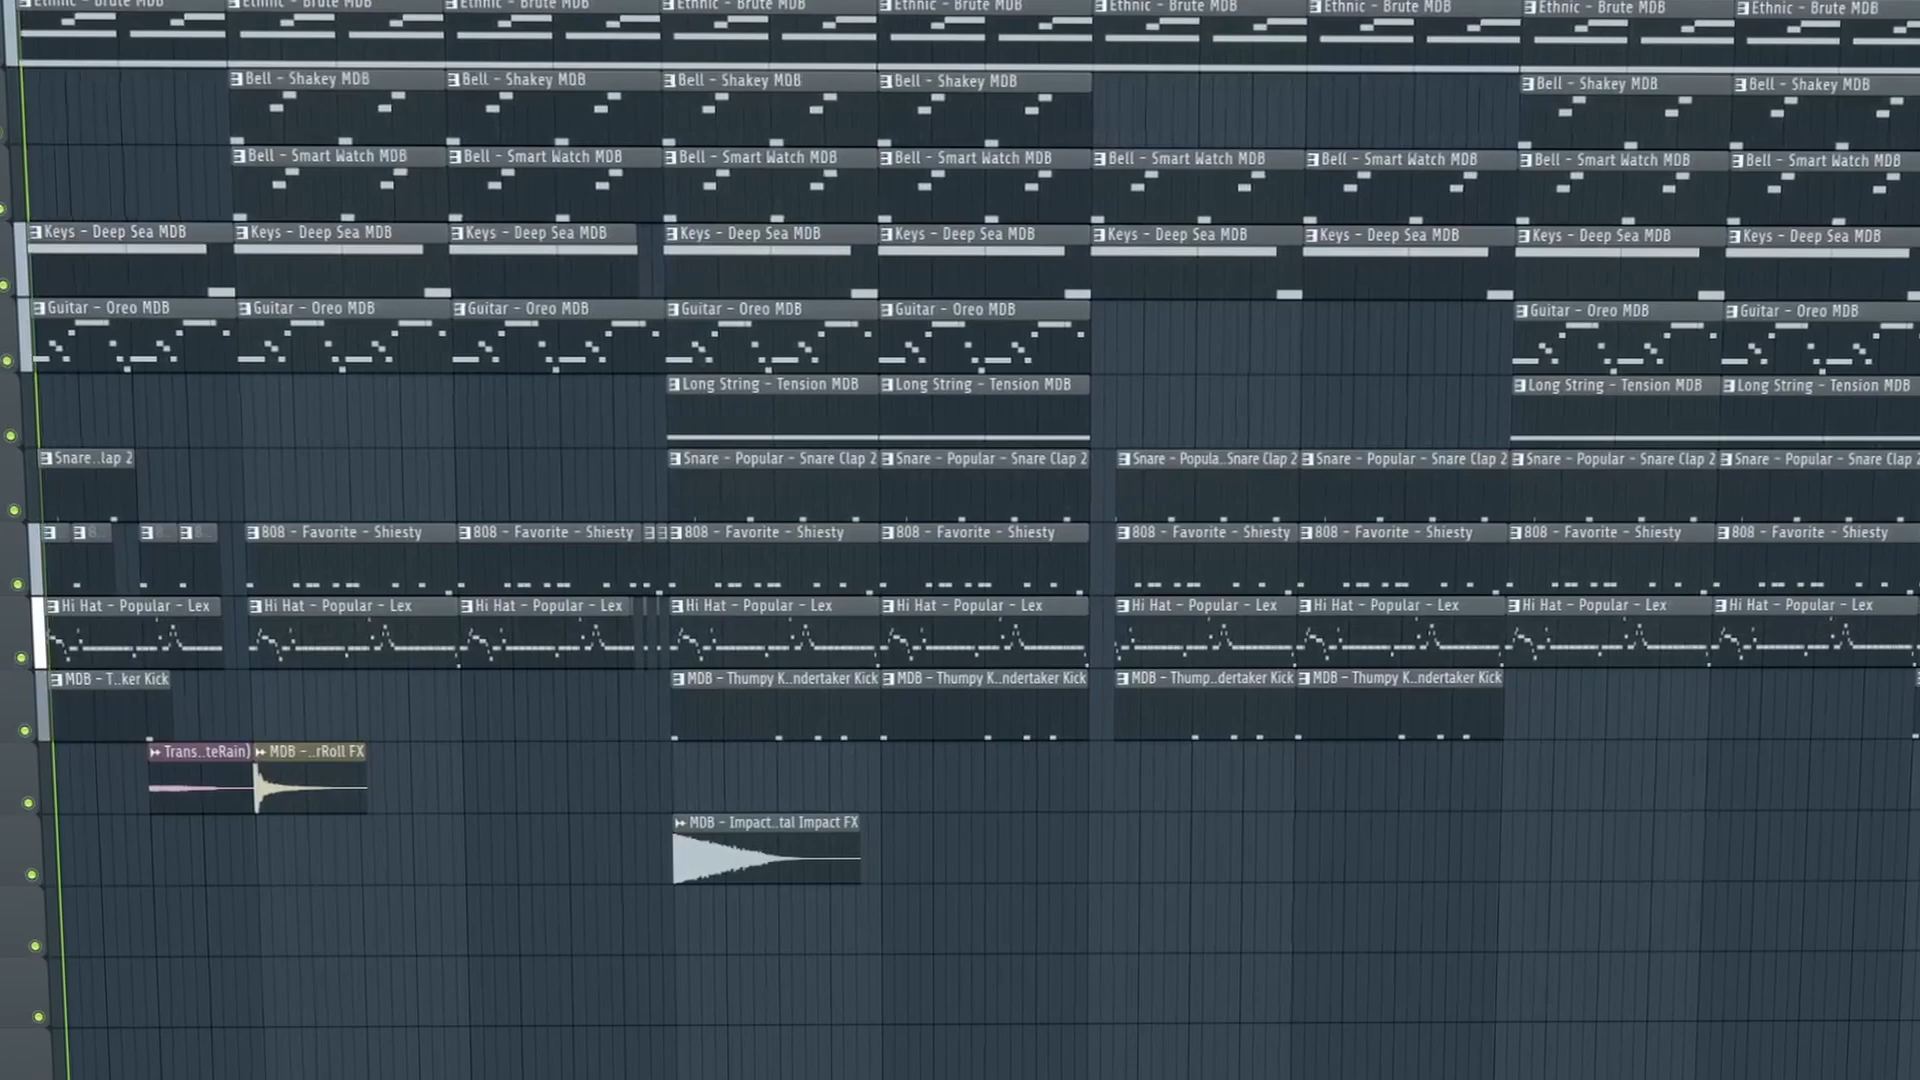 Ethnic - Brute MDB Ethnic - Brute MDB Ethnic - Brute MDB Ethnic - Brute MDB Ethnic - Brute MDB Ethnic - Brute MDB Ethnic - Brute MDB Ethnic - Brute MDB Ethnic - Brute MDB
Bell - Shakey MDB Bell - Shakey MDB Bell - Shakey MDB Bell - Shakey MDB Bell - Shakey MDB Bell - Shakey MDB
Bell - Smart Watch MDB Bell - Smart Watch MDB Bell - Smart Watch MDB Bell - Smart Watch MDB Bell - Smart Watch MDB Bell - Smart Watch MDB Bell - Smart Watch MDB Bell - Smart Watch MDB
Keys - Deep Sea MDB Keys - Deep Sea MDB Keys - Deep Sea MDB Keys - Deep Sea MDB Keys - Deep Sea MDB Keys - Deep Sea MDB Keys - Deep Sea MDB Keys - Deep Sea MDB Keys - Deep Sea MDB
Guitar - Oreo MDB Guitar - Oreo MDB Guitar - Oreo MDB Guitar - Oreo MDB Guitar - Oreo MDB Guitar - Oreo MDB Guitar - Oreo MDB
Long String - Tension MDB Long String - Tension MDB Long String - Tension MDB Long String - Tension MDB
Snare..lap 2 Snare - Popular - Snare Clap 2 Snare - Popular - Snare Clap 2 Snare - Popula..Snare Clap 2 Snare - Popular - Snare Clap 2 Snare - Popular - Snare Clap 2 Snare - Popular - Snare Clap 2
8.. 8.. 8.. 808 - Favorite - Shiesty 808 - Favorite - Shiesty 808 - Favorite - Shiesty 808 - Favorite - Shiesty 808 - Favorite - Shiesty 808 - Favorite - Shiesty 808 - Favorite - Shiesty 808 - Favorite - Shiesty
Hi Hat - Popular - Lex Hi Hat - Popular - Lex Hi Hat - Popular - Lex Hi Hat - Popular - Lex Hi Hat - Popular - Lex Hi Hat - Popular - Lex Hi Hat - Popular - Lex Hi Hat - Popular - Lex Hi Hat - Popular - Lex
MDB - T..ker Kick MDB - Thumpy K..ndertaker Kick MDB - Thumpy K..ndertaker Kick MDB - Thump..dertaker Kick MDB - Thumpy K..ndertaker Kick
Trans..teRain) MDB -..rRoll FX
MDB - Impact..tal Impact FX